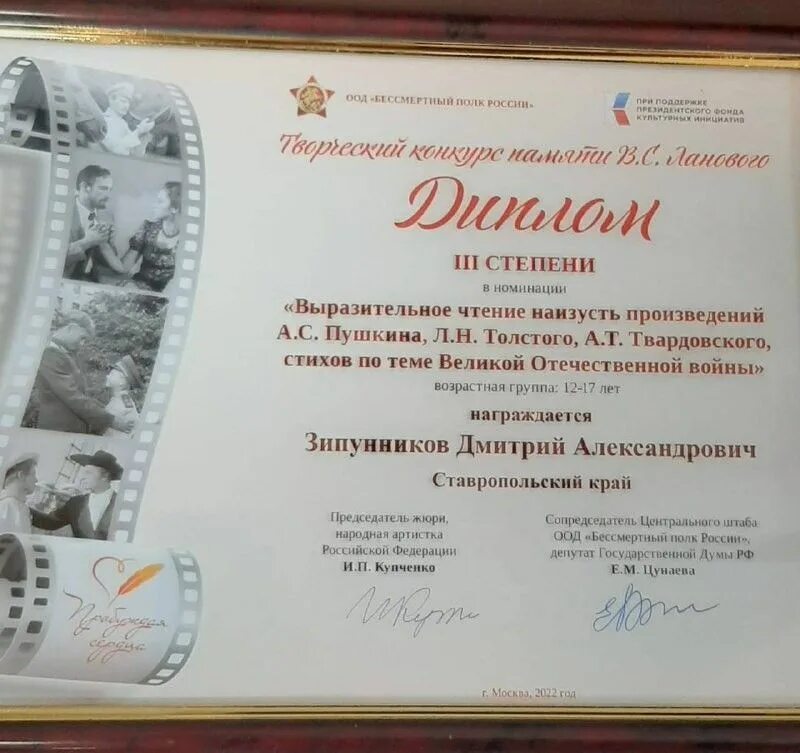 ООД «БЕССМЕРТНЫЙ ПОЛК РОССИИ»
ПРИ ПОДДЕРЖКЕ
ПРЕЗИДЕНТСКОГО ФОНДА
КУЛЬТУРНЫХ ИНИЦИАТИВ
Творческий конкурс памяти В.С. Ланового
Диплом
III СТЕПЕНИ
в номинации
«Выразительное чтение наизусть произведений
А.С. Пушкина, Л.Н. Толстого, А.Т. Твардовского,
стихов по теме Великой Отечественной войны»
возрастная группа: 12-17 лет
награждается
Зипунников Дмитрий Александрович
Ставропольский край
Председатель жюри,
народная артистка
Российской Федерации
И.П. Купченко
Сопредседатель Центрального штаба
ООД «Бессмертный полк России»,
депутат Государственной Думы РФ
Е.М. Цунаева
Пробуждая
сердца
г. Москва, 2022 год